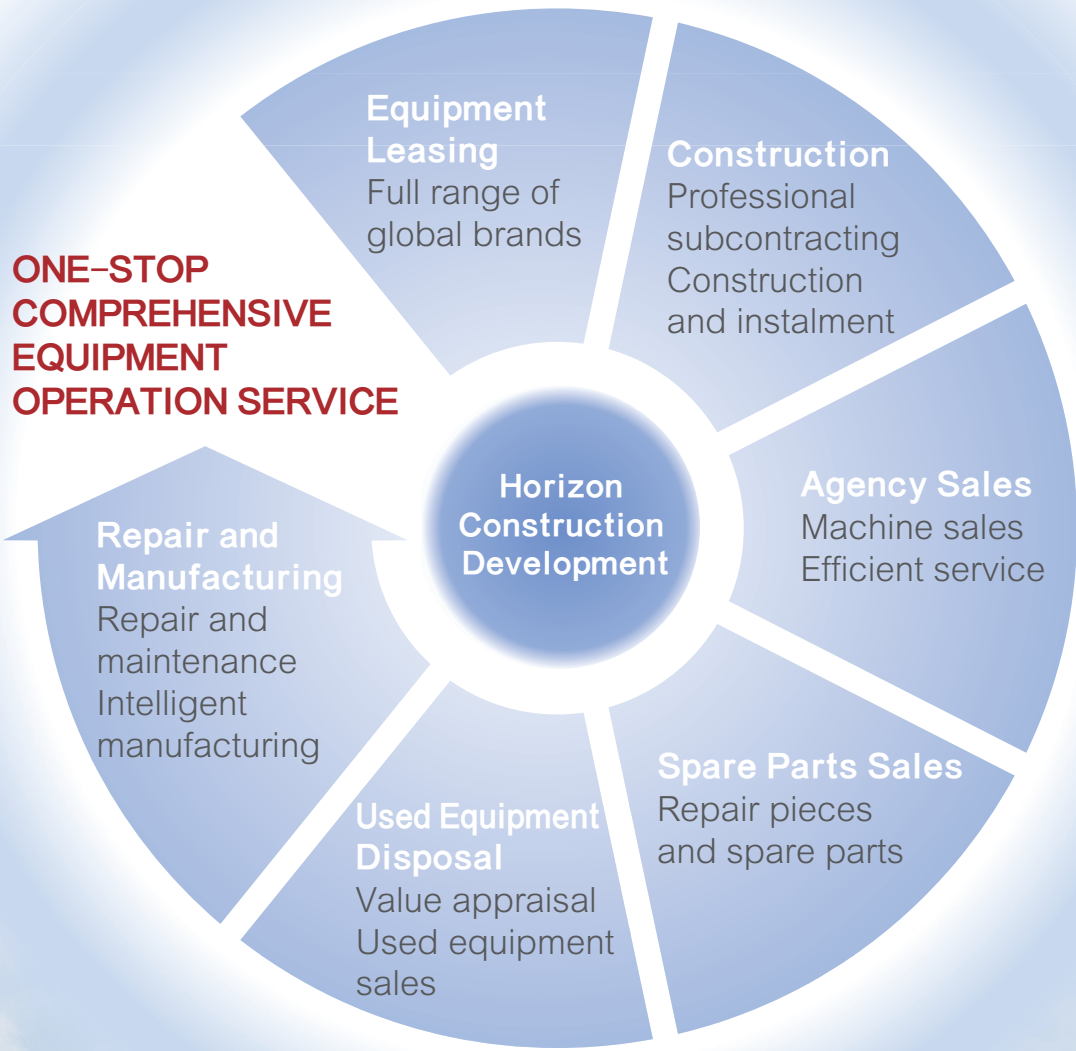 Equipment
Leasing
Full range of
global brands
Construction
Professional
subcontracting
Construction
and instalment
ONE-STOP
COMPREHENSIVE
EQUIPMENT
OPERATION SERVICE
Horizon
Construction
Development
Agency Sales
Machine sales
Efficient service
Repair and
Manufacturing
Repair and
maintenance
Intelligent
manufacturing
Spare Parts Sales
Repair pieces
and spare parts
Used Equipment
Disposal
Value appraisal
Used equipment
sales